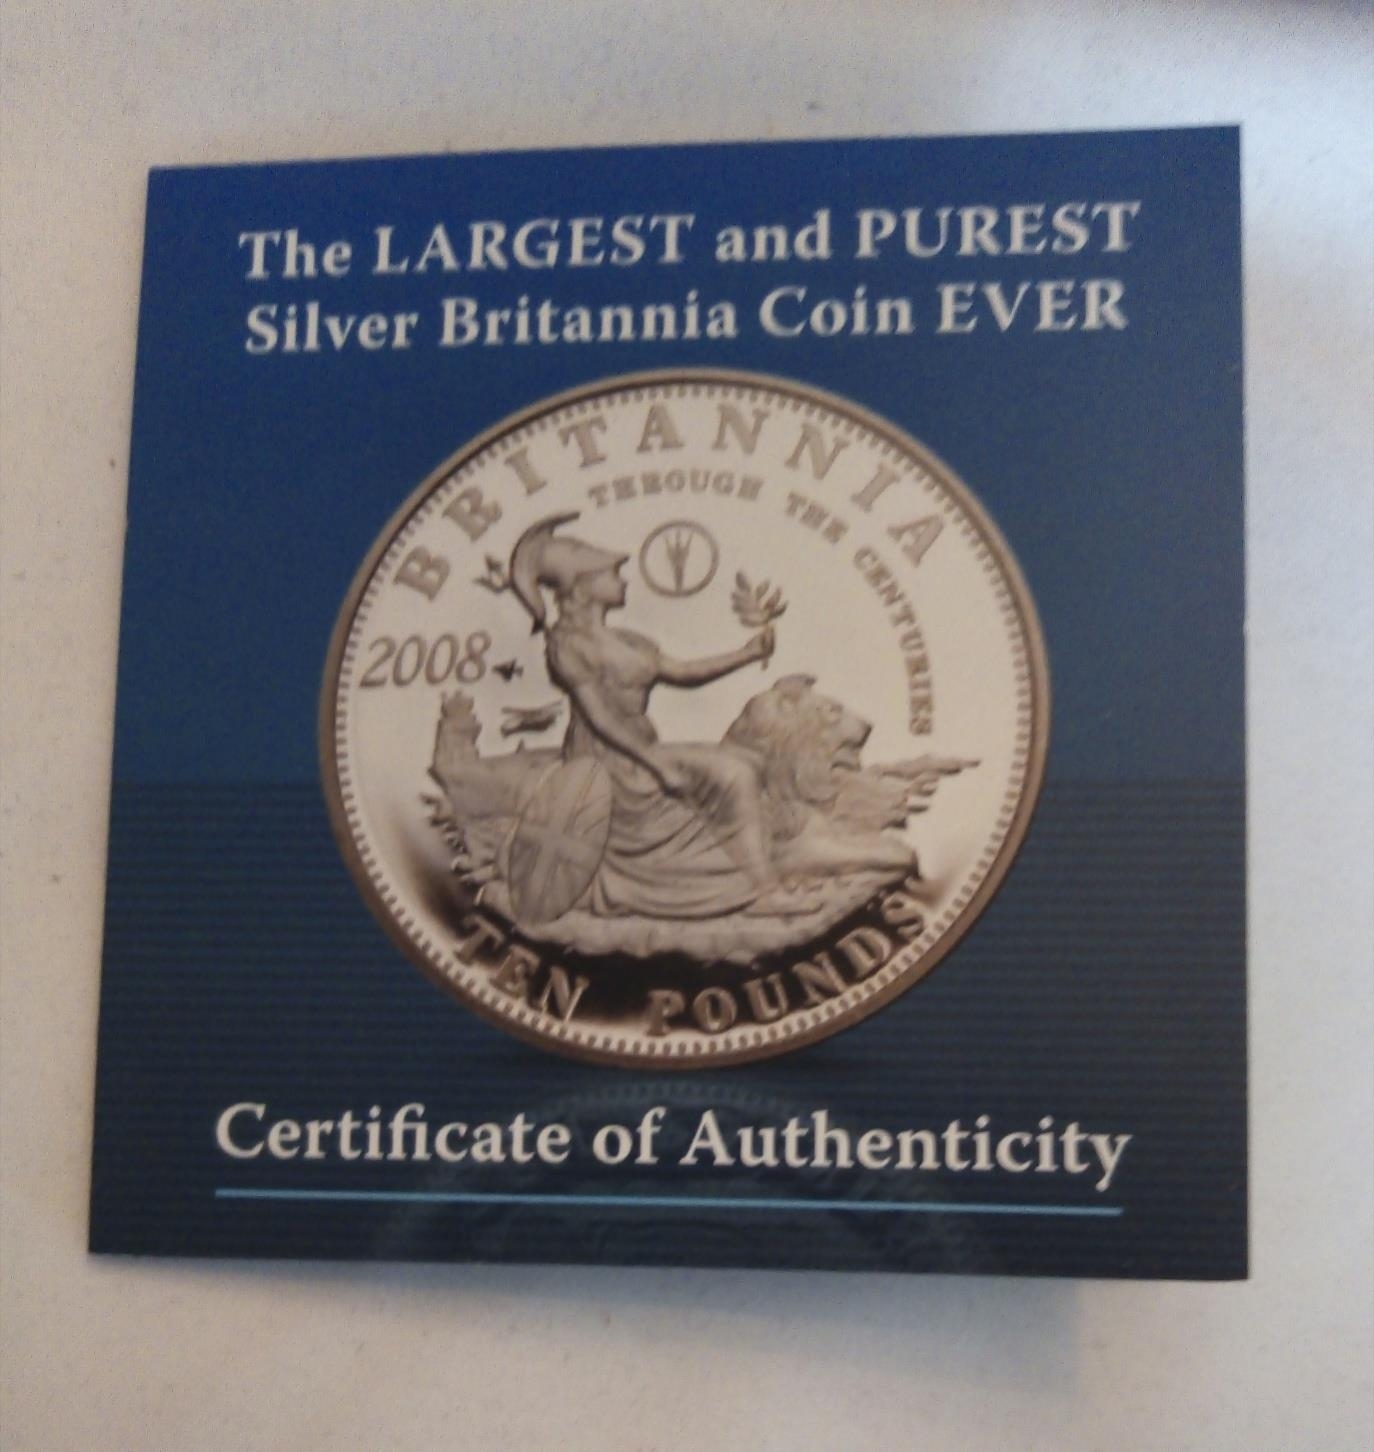 The LARGEST and PUREST
Silver Britannia Coin EVER
BRITANNIA
THROUGH THE CENTURIES
2008
TEN POUNDS
Certificate of Authenticity